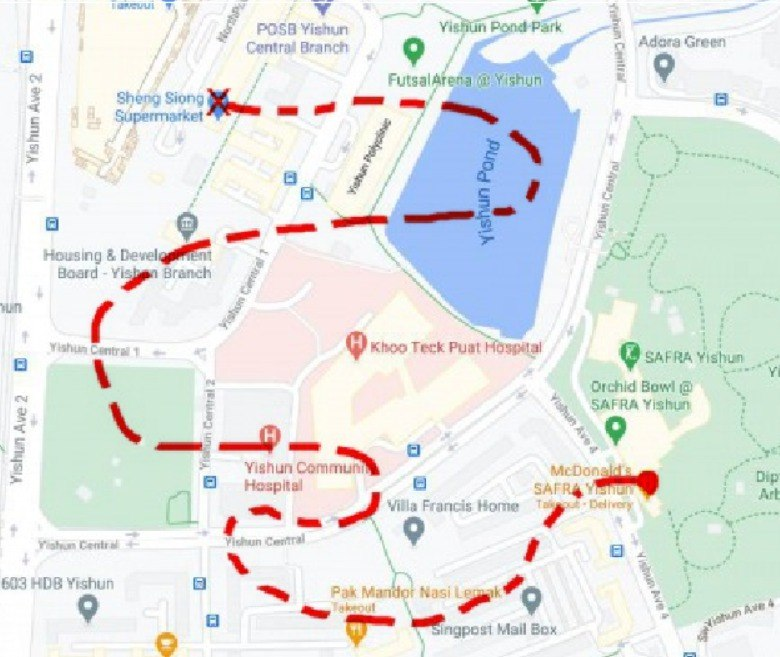 Takeout
Northpoint
POSB Yishun
Central Branch
Yishun Pond Park
Yishun Central
Adora Green
FutsalArena @ Yishun
Yishun Ave 2
Sheng Siong
Supermarket
Yishun Polyclinic
Yishun Pond
Yishun Central
Housing & Development
Board - Yishun Branch
Yishun Central 1
hun
Yishun Central 1
Khoo Teck Puat Hospital
SAFRA Yishun
Yi
Orchid Bowl @
SAFRA Yishun
Yishun Central 2
Yishun Ave 2
Yishun Ave 4
Yishun Community
Hospital
McDonald's
SAFRA Yishun
Takeout · Delivery
Dip
Art
Villa Francis Home
Yishun Central
Yishun Central
603 HDB Yishun
Pak Mandor Nasi Lemak
Takeout
Singpost Mail Box
Yishun Ave 4
Yishun Ave 4